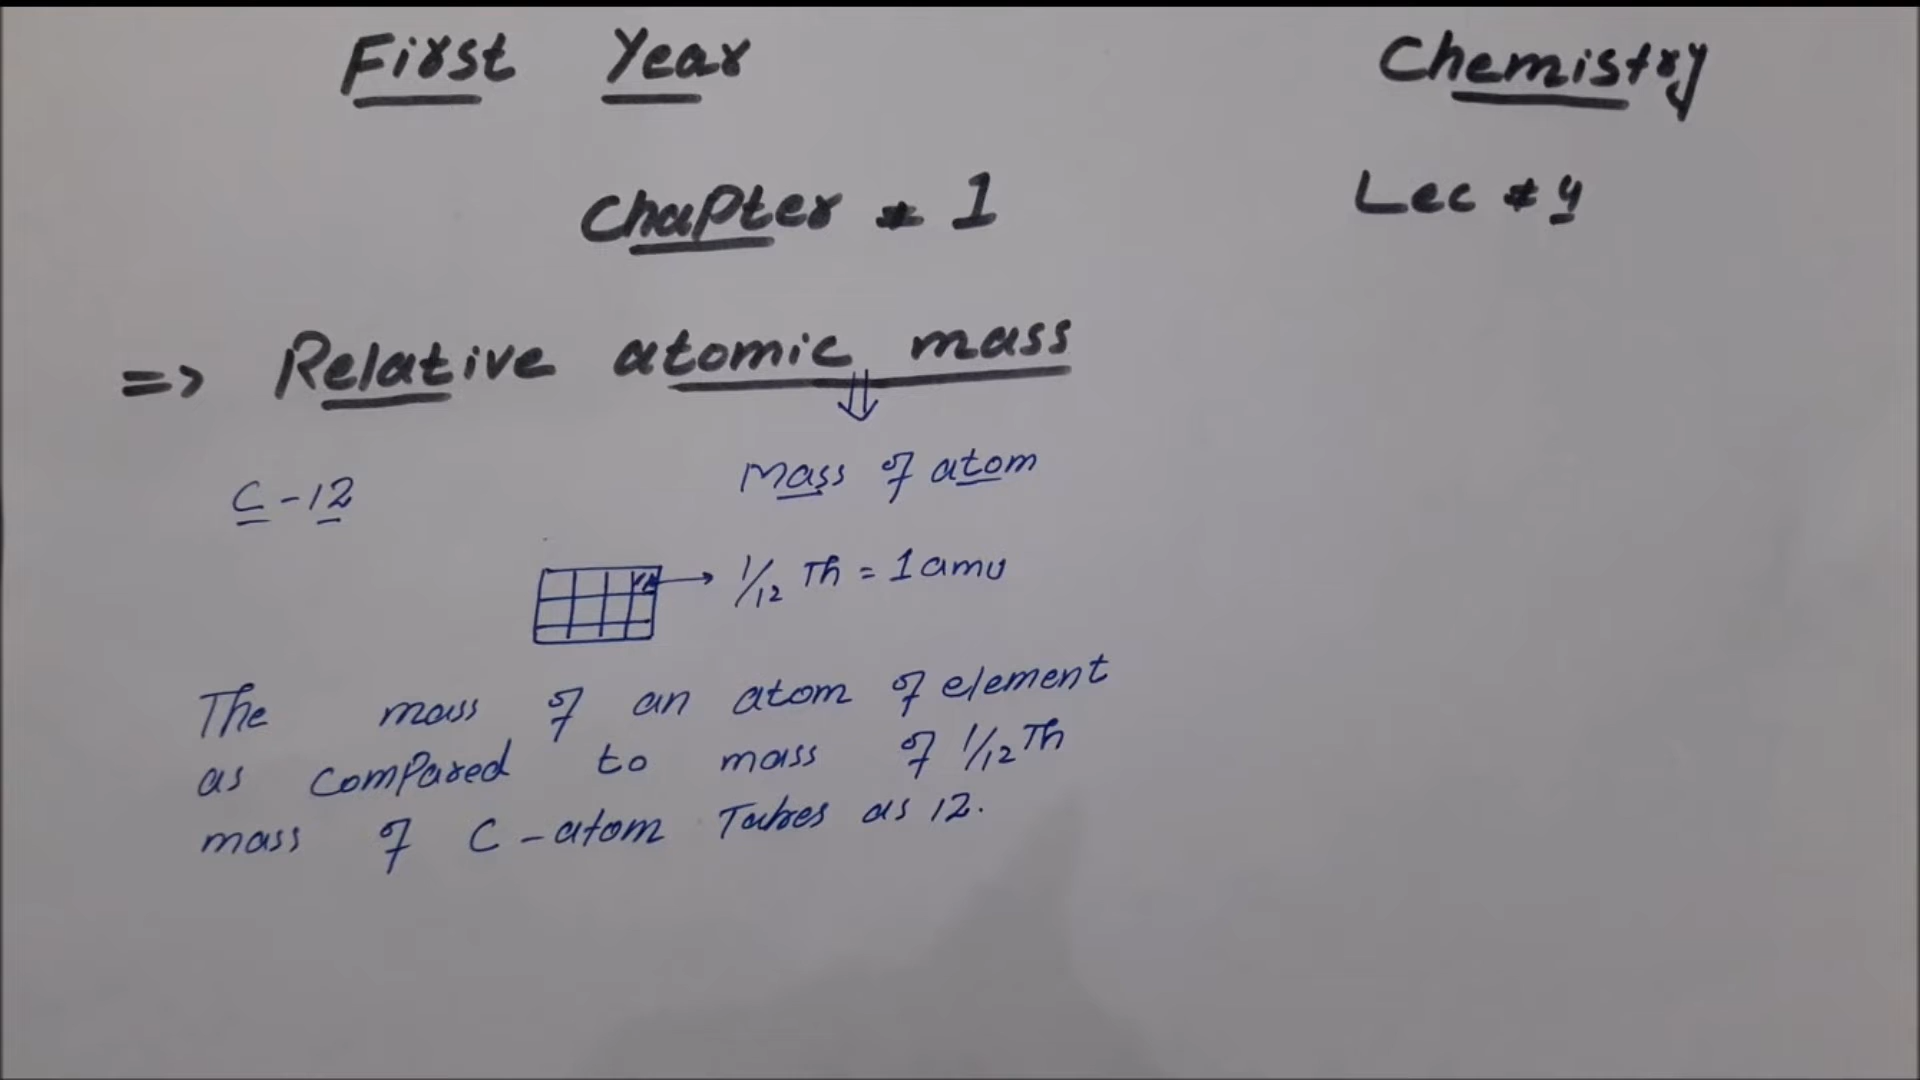 First Year Chemistry
Chapter * 1 Lec # 4
=> Relative atomic mass
⇓
C-12 Mass of atom
→ 1/12 Th = 1 amu
The mass of an atom of element
as compared to mass of 1/12 Th
mass of C-atom Takes as 12.